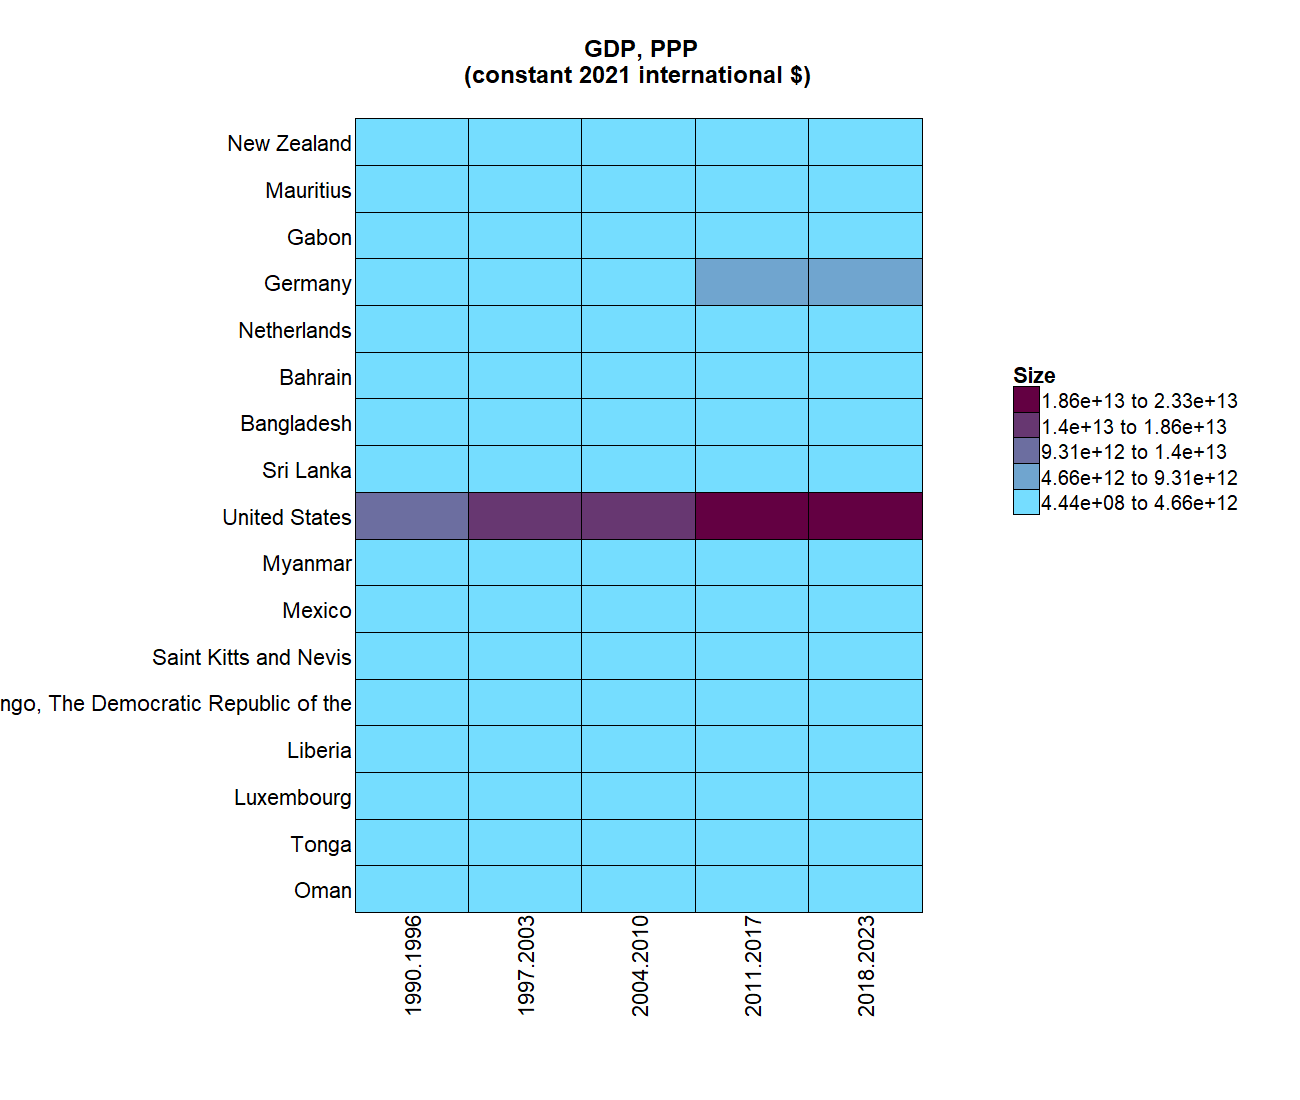 GDP, PPP
(constant 2021 international $)
New Zealand
Mauritius
Gabon
Germany
Netherlands
Bahrain
Bangladesh
Sri Lanka
United States
Myanmar
Mexico
Saint Kitts and Nevis
ngo, The Democratic Republic of the
Liberia
Luxembourg
Tonga
Oman
1990.1996
1997.2003
2004.2010
2011.2017
2018.2023
Size
1.86e+13 to 2.33e+13
1.4e+13 to 1.86e+13
9.31e+12 to 1.4e+13
4.66e+12 to 9.31e+12
4.44e+08 to 4.66e+12